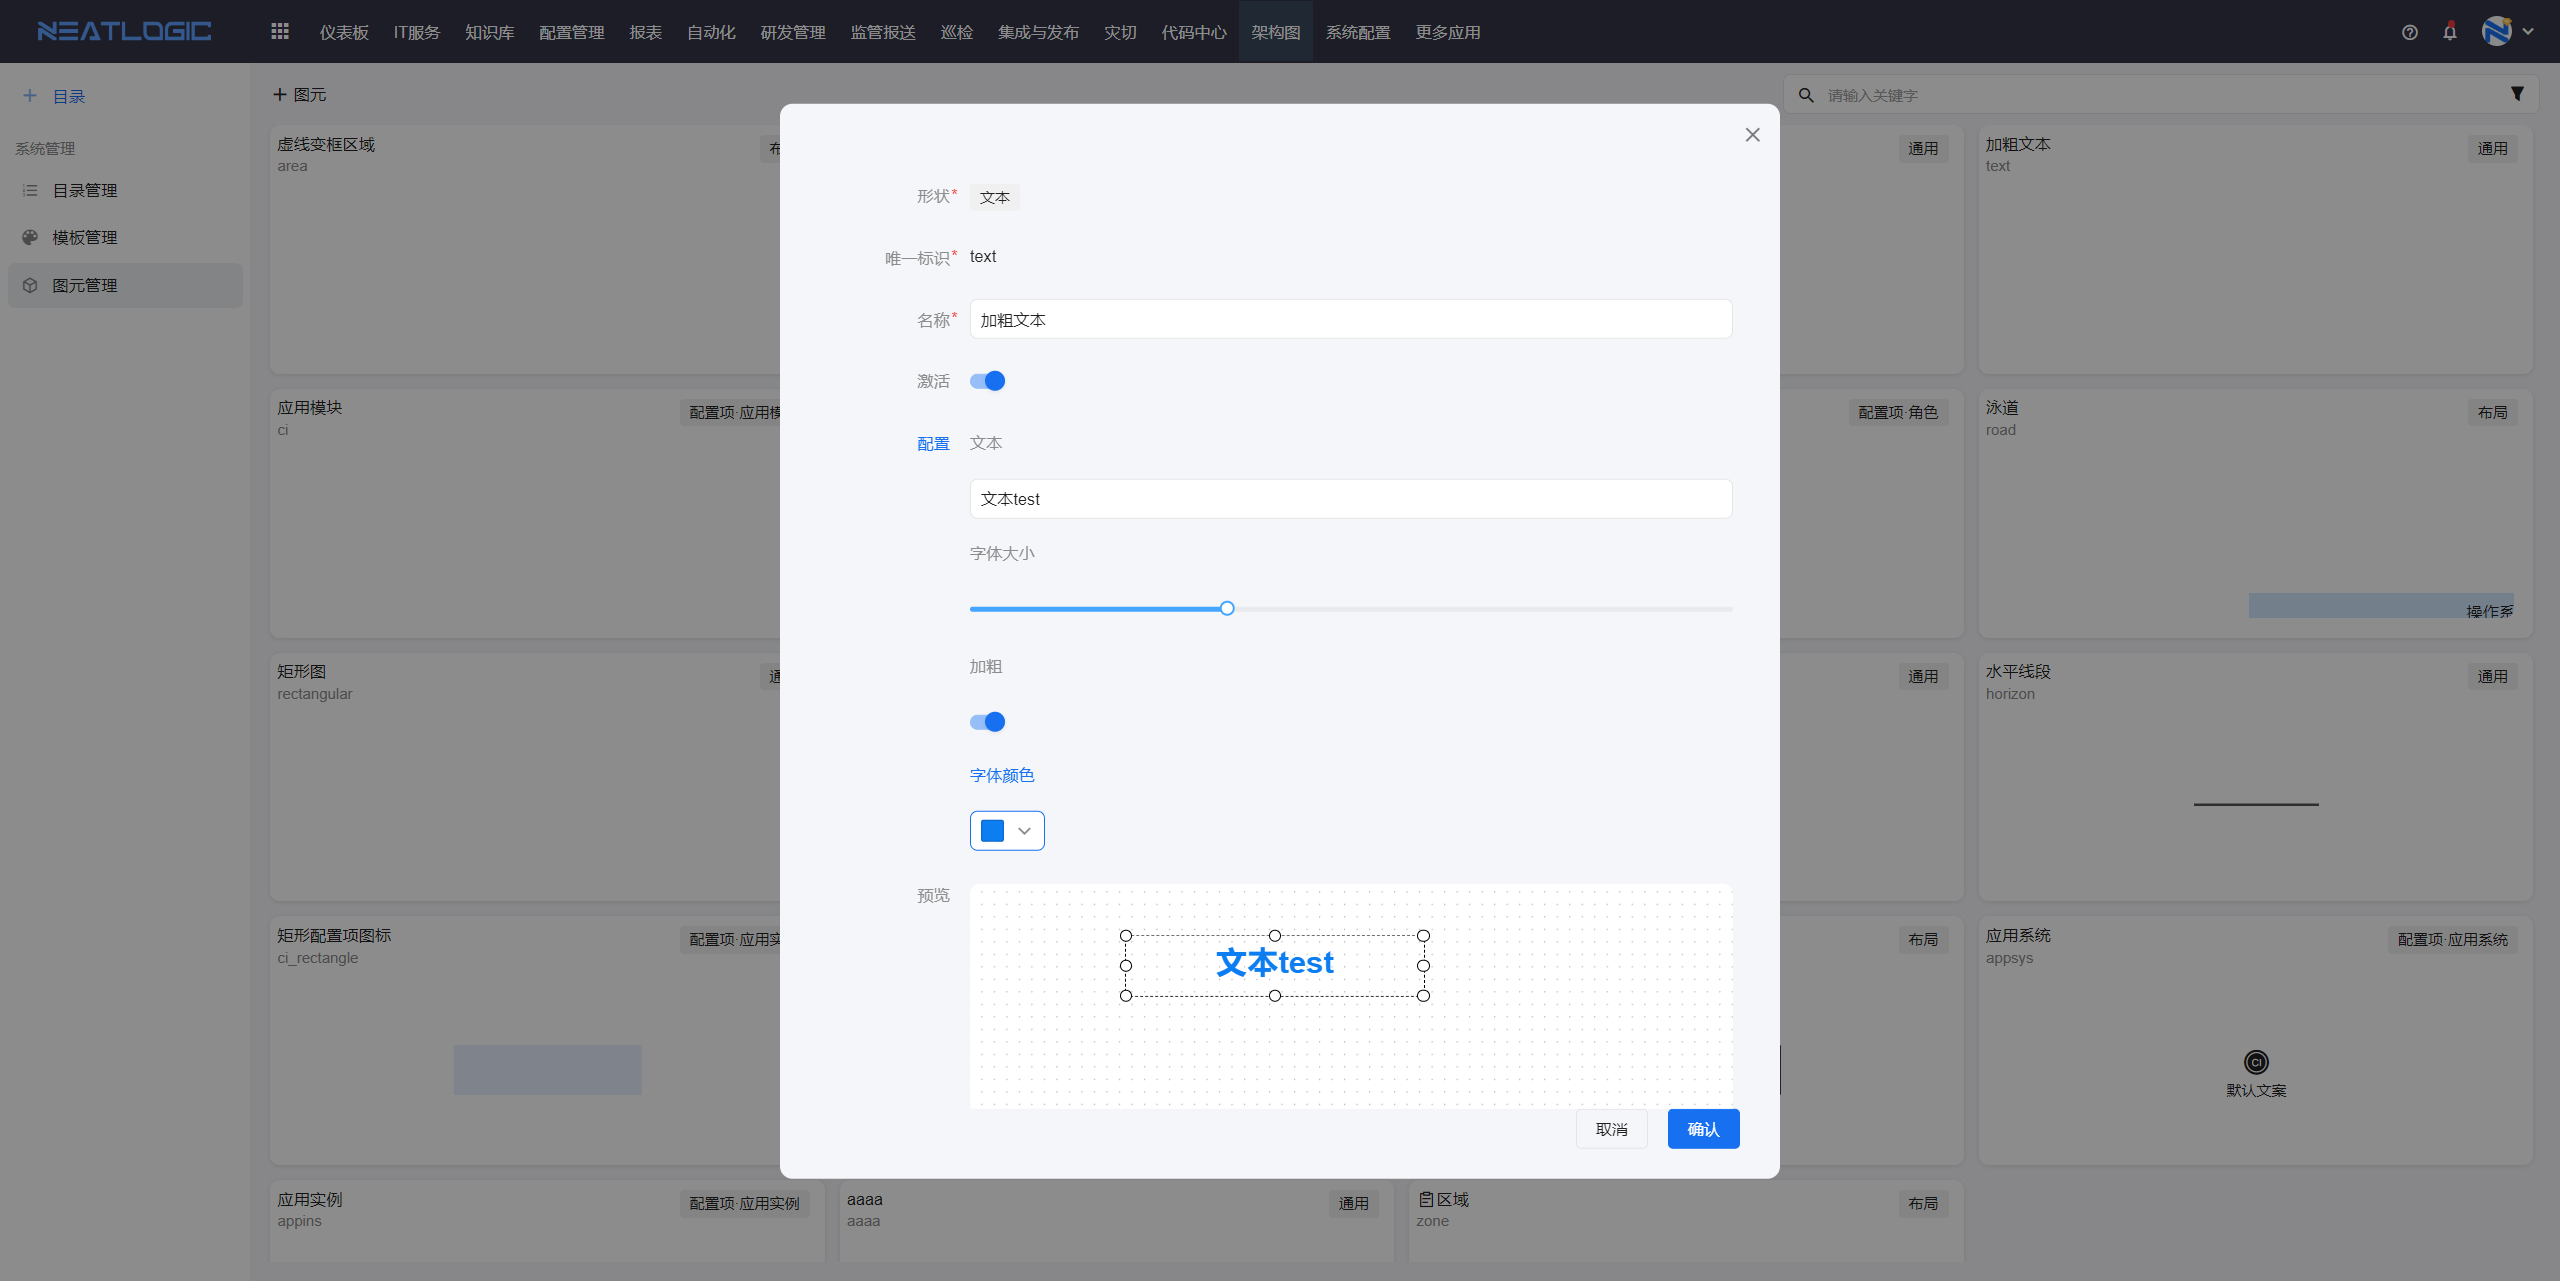 NEATLOGIC 仪表板 IT服务 知识库 配置管理 报表 自动化 研发管理 监管报送 巡检 集成与发布 灾切 代码中心 架构图 系统配置 更多应用
目录
系统管理
目录管理
模板管理
图元管理
图元
请输入关键字
虚线变框区域
area
通用
加粗文本
text
通用
应用模块
ci
配置项·应用
配置项·角色
泳道
road
布局
操作系
矩形图
rectangular
通用
水平线段
horizon
通用
矩形配置项图标
ci_rectangle
配置项·应用
布局
应用系统
appsys
配置项·应用系统
CI
默认文案
应用实例
appins
配置项·应用实例
aaaa
aaaa
通用
区域
zone
布局
形状* 文本
唯一标识* text
名称* 加粗文本
激活
配置 文本
文本test
字体大小
加粗
字体颜色
预览
文本test
取消 确认